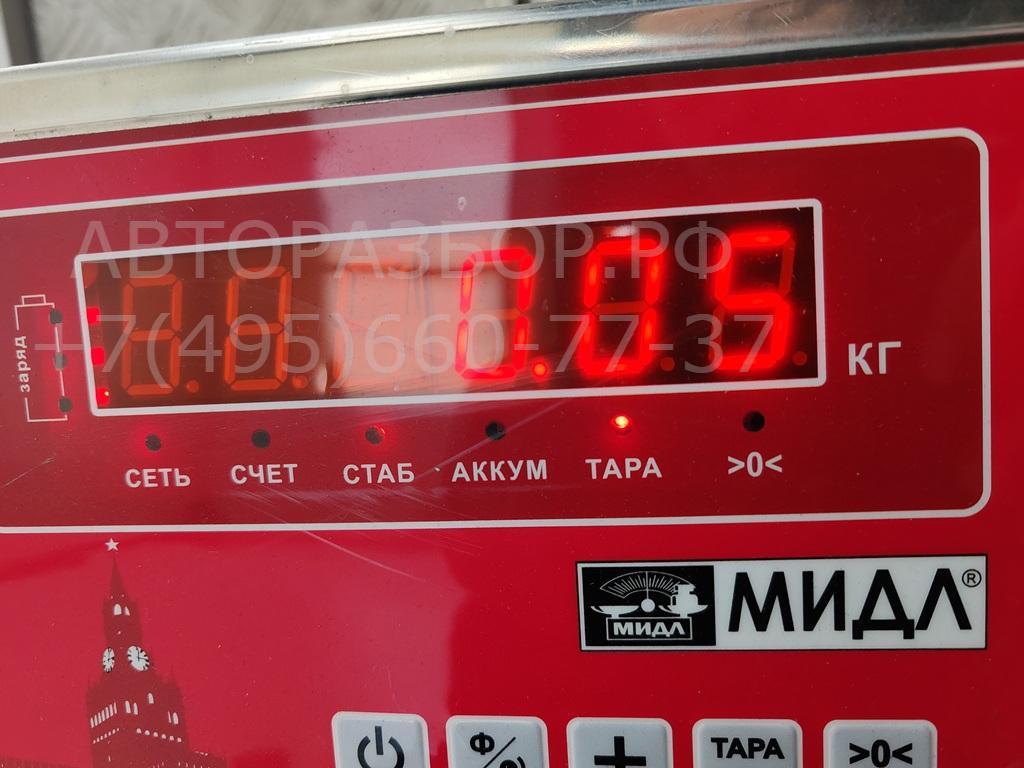 АВТОРАЗБОР.РФ
+7(495)660-77-37
0.05
КГ
заряд
СЕТЬ СЧЕТ СТАБ АККУМ ТАРА >0<
МИДЛ МИДЛ®
Ф/ + ТАРА >0<